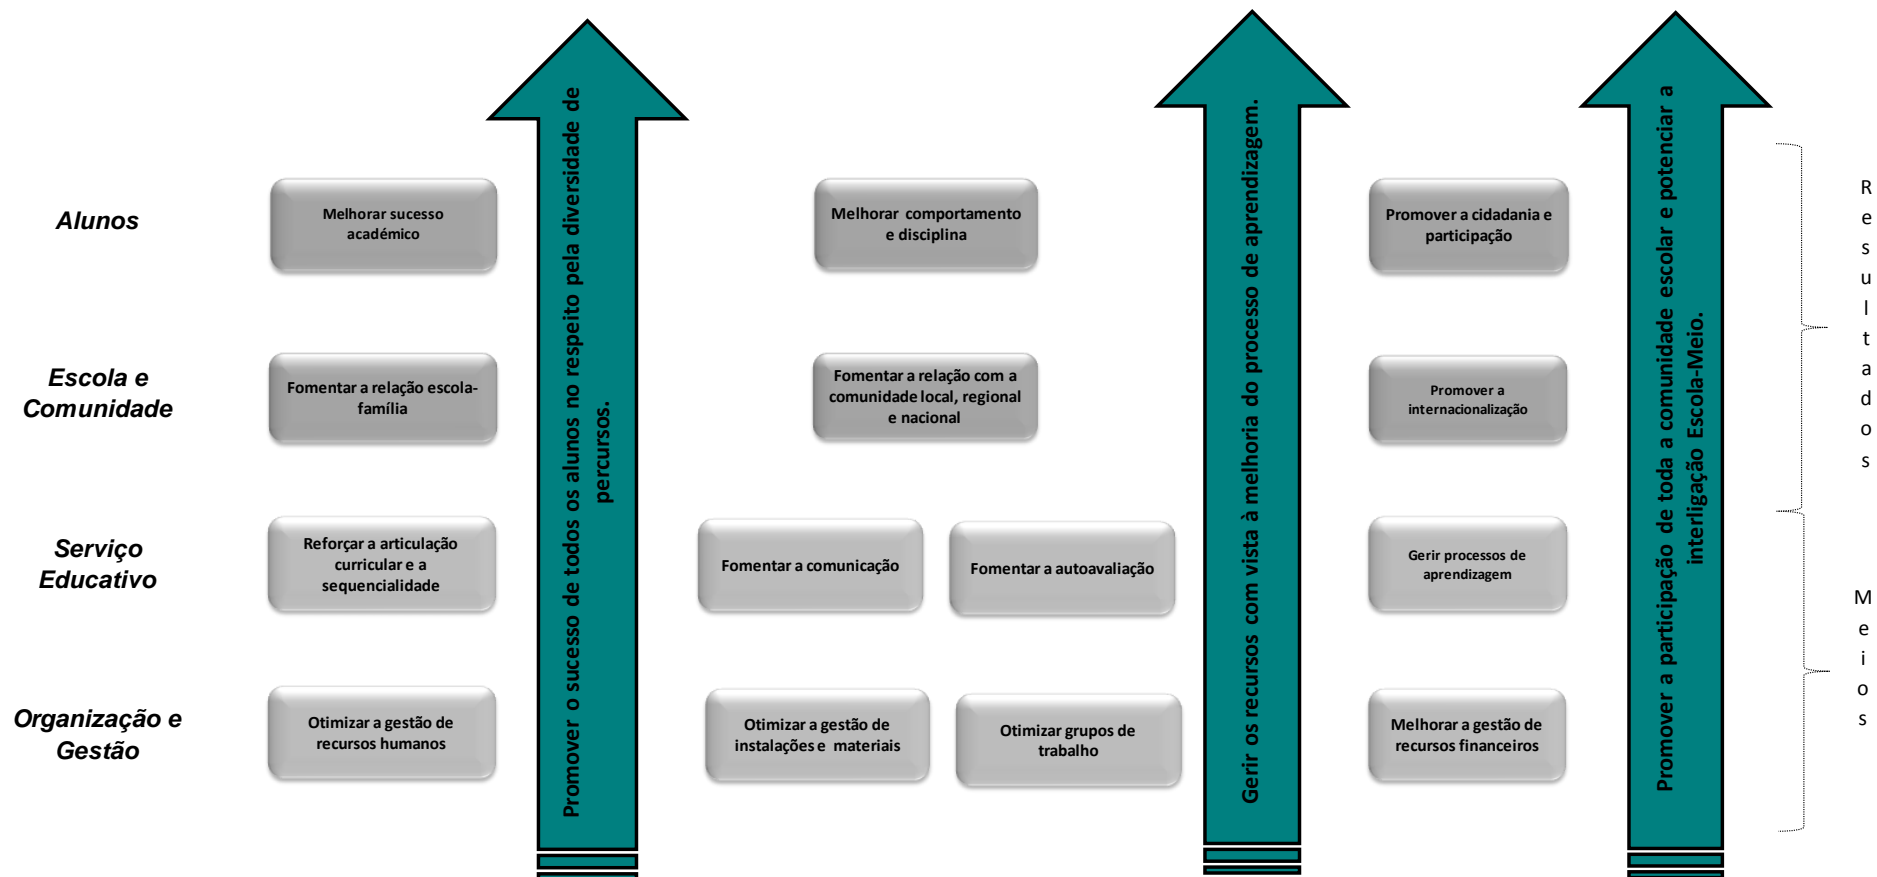 Alunos
Melhorar sucesso
académico
Melhorar comportamento
e disciplina
Promover a cidadania e
participação
Escola e
Comunidade
Fomentar a relação escola-
família
Fomentar a relação com a
comunidade local, regional
e nacional
Promover a
internacionalização
Serviço
Educativo
Reforçar a articulação
curricular e a
sequencialidade
Fomentar a comunicação
Fomentar a autoavaliação
Gerir processos de
aprendizagem
Organização e
Gestão
Otimizar a gestão de
recursos humanos
Otimizar a gestão de
instalações e materiais
Otimizar grupos de
trabalho
Melhorar a gestão de
recursos financeiros
Promover o sucesso de todos os alunos no respeito pela diversidade de
percursos.
Gerir os recursos com vista à melhoria do processo de aprendizagem.
Promover a participação de toda a comunidade escolar e potenciar a
interligação Escola-Meio.
Resultados
Meios